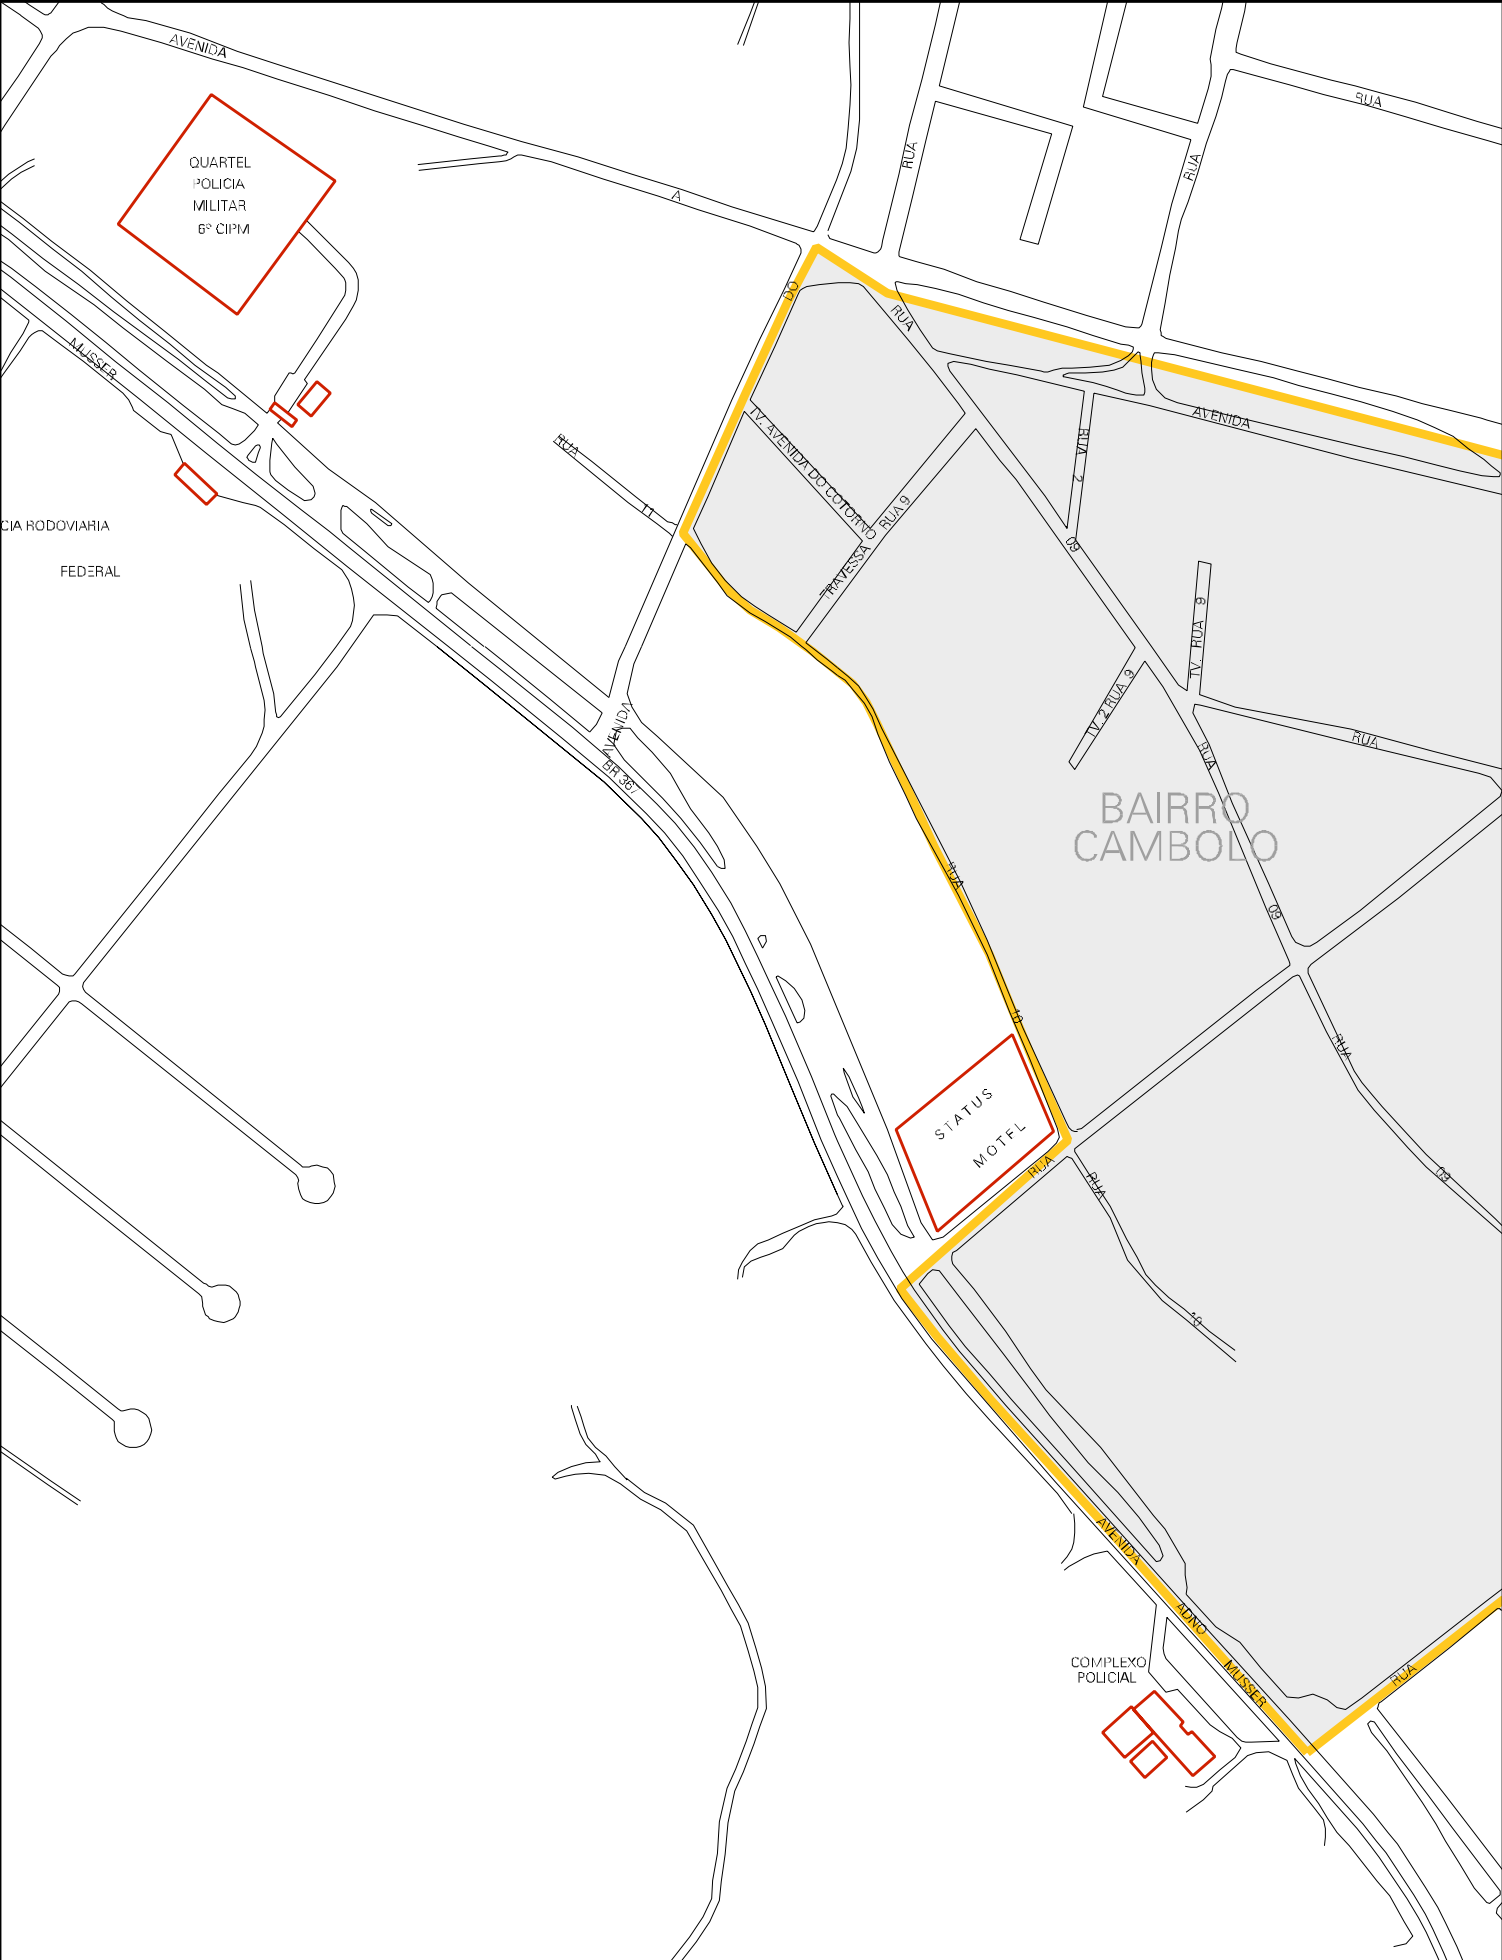 AVENIDA
RUA
QUARTEL
POLICIA
MILITAR
6º CIPM
RUA
RUA
A
DO
RUA
MUSSER
AVENIDA
RUA
2
TV. AVENIDA DO COTORNO
RUA
11
TRAVESSA RUA 9
09
CIA RODOVIARIA
FEDERAL
TV. RUA 9
TV. 2 RUA 9
AVENIDA
BR 367
RUA
RUA
BAIRRO
CAMBOLO
RUA
09
10
RUA
STATUS
MOTEL
RUA
RUA
09
10
AVENIDA
ADNO
MUSSER
COMPLEXO
POLICIAL
RUA